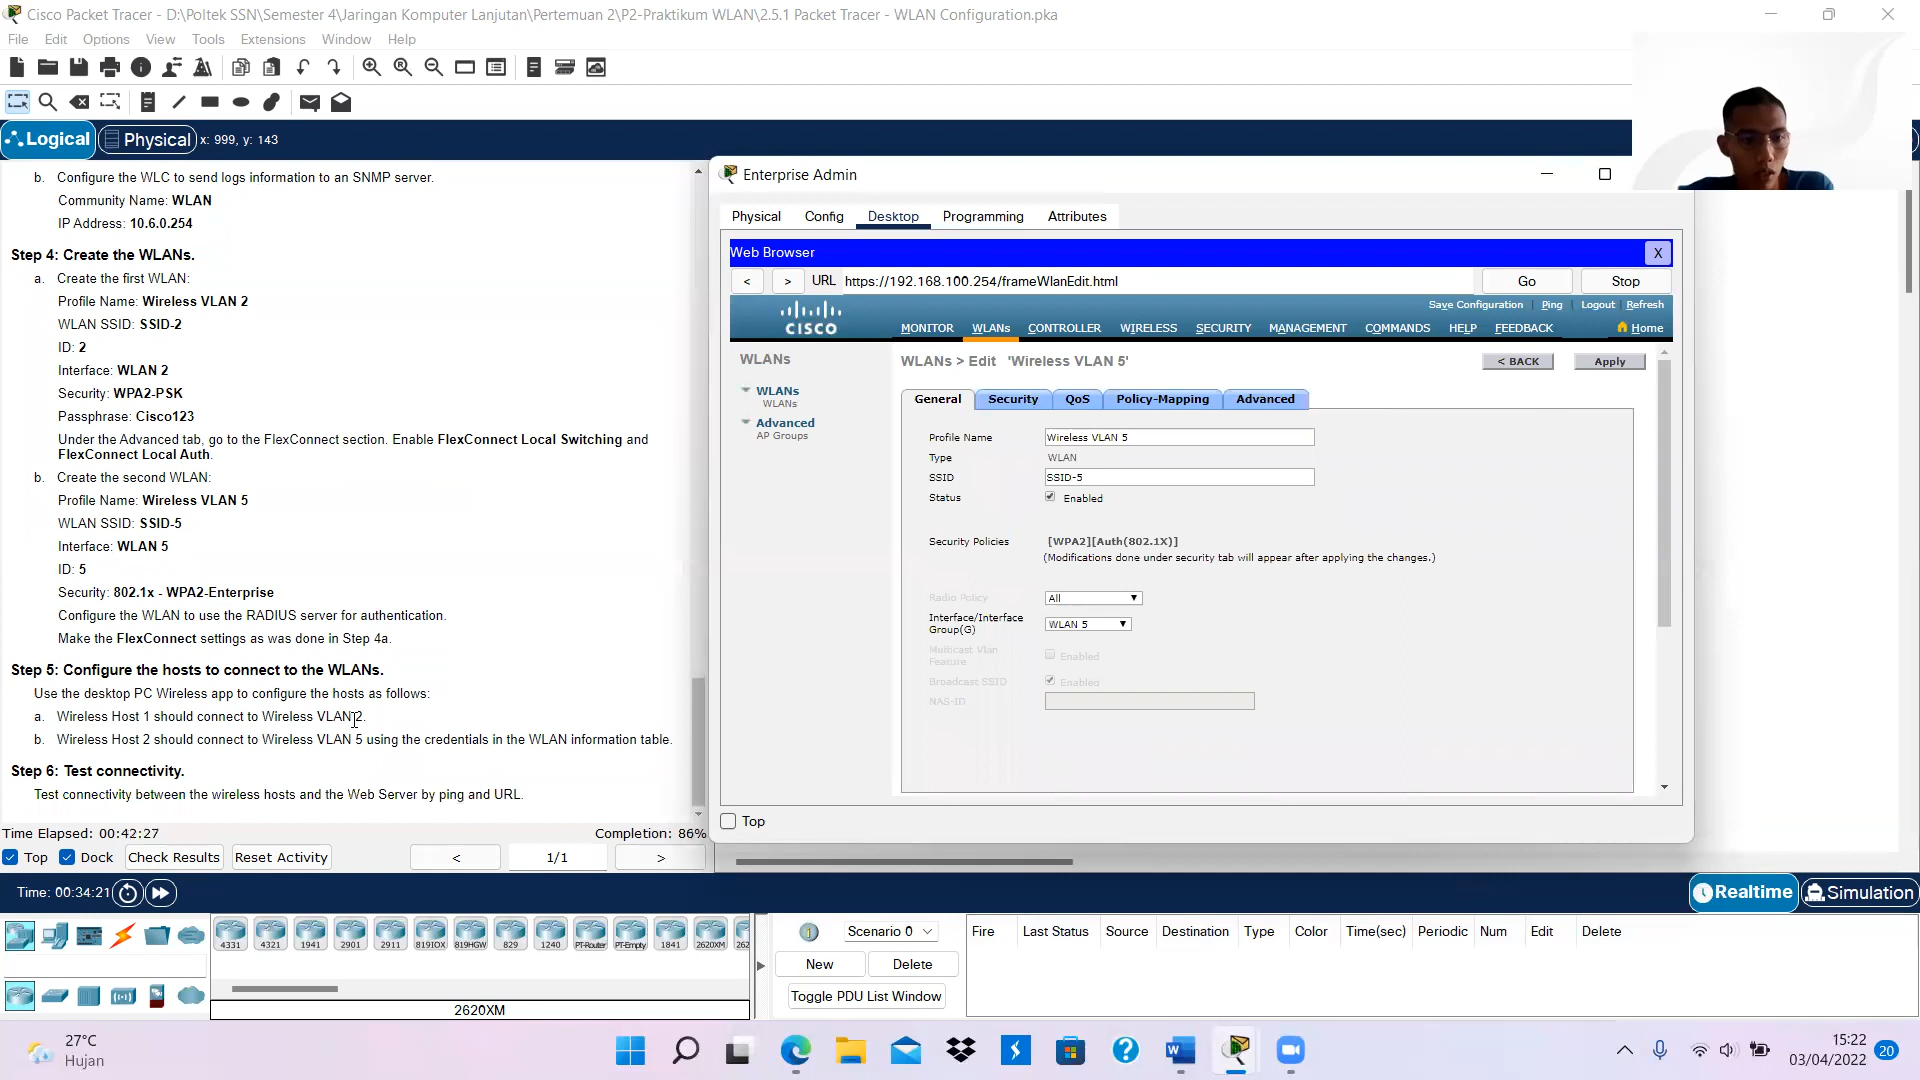 Cisco Packet Tracer - D:\Poltek SSN\Semester 4\Jaringan Komputer Lanjutan\Pertemuan 2\P2-Praktikum WLAN\2.5.1 Packet Tracer - WLAN Configuration.pka
File Edit Options View Tools Extensions Window Help
Logical Physical x: 999, y: 143
b. Configure the WLC to send logs information to an SNMP server.
Community Name: WLAN
IP Address: 10.6.0.254
Step 4: Create the WLANs.
a. Create the first WLAN:
Profile Name: Wireless VLAN 2
WLAN SSID: SSID-2
ID: 2
Interface: WLAN 2
Security: WPA2-PSK
Passphrase: Cisco123
Under the Advanced tab, go to the FlexConnect section. Enable FlexConnect Local Switching and
FlexConnect Local Auth.
b. Create the second WLAN:
Profile Name: Wireless VLAN 5
WLAN SSID: SSID-5
Interface: WLAN 5
ID: 5
Security: 802.1x - WPA2-Enterprise
Configure the WLAN to use the RADIUS server for authentication.
Make the FlexConnect settings as was done in Step 4a.
Step 5: Configure the hosts to connect to the WLANs.
Use the desktop PC Wireless app to configure the hosts as follows:
a. Wireless Host 1 should connect to Wireless VLAN 2.
b. Wireless Host 2 should connect to Wireless VLAN 5 using the credentials in the WLAN information table.
Step 6: Test connectivity.
Test connectivity between the wireless hosts and the Web Server by ping and URL.
Time Elapsed: 00:42:27 Completion: 86%
Top Dock Check Results Reset Activity < 1/1 >
Enterprise Admin
Physical Config Desktop Programming Attributes
Web Browser X
< > URL https://192.168.100.254/frameWlanEdit.html Go Stop
Save Configuration Ping Logout Refresh
CISCO MONITOR WLANs CONTROLLER WIRELESS SECURITY MANAGEMENT COMMANDS HELP FEEDBACK Home
WLANs
WLANs
WLANs
Advanced
AP Groups
WLANs > Edit 'Wireless VLAN 5' < BACK Apply
General Security QoS Policy-Mapping Advanced
Profile Name Wireless VLAN 5
Type WLAN
SSID SSID-5
Status Enabled
Security Policies [WPA2][Auth(802.1X)]
(Modifications done under security tab will appear after applying the changes.)
Radio Policy All
Interface/Interface
Group(G) WLAN 5
Multicast Vlan
Feature Enabled
Broadcast SSID Enabled
NAS-ID
Top
Time: 00:34:21 Realtime Simulation
4331 4321 1941 2901 2911 819IOX 819HGW 829 1240 PT-Router PT-Empty 1841 2620XM 262
2620XM
Scenario 0
New Delete
Toggle PDU List Window
Fire Last Status Source Destination Type Color Time(sec) Periodic Num Edit Delete
27°C
Hujan
15:22
03/04/2022 20